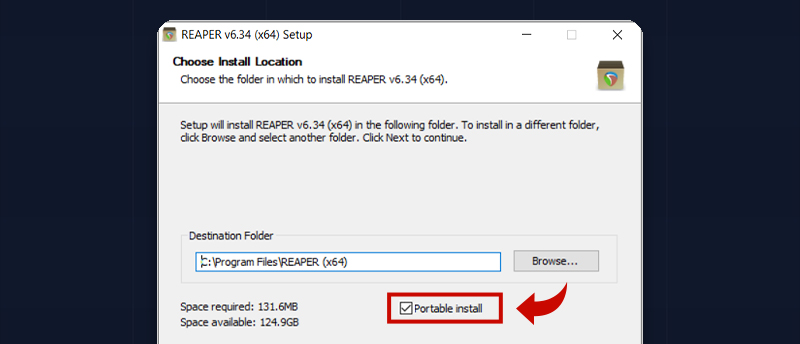 REAPER v6.34 (x64) Setup
Choose Install Location
Choose the folder in which to install REAPER v6.34 (x64).
Setup will install REAPER v6.34 (x64) in the following folder. To install in a different folder,
click Browse and select another folder. Click Next to continue.
Destination Folder
C:\Program Files\REAPER (x64)
Browse...
Space required: 131.6MB
Portable install
Space available: 124.9GB